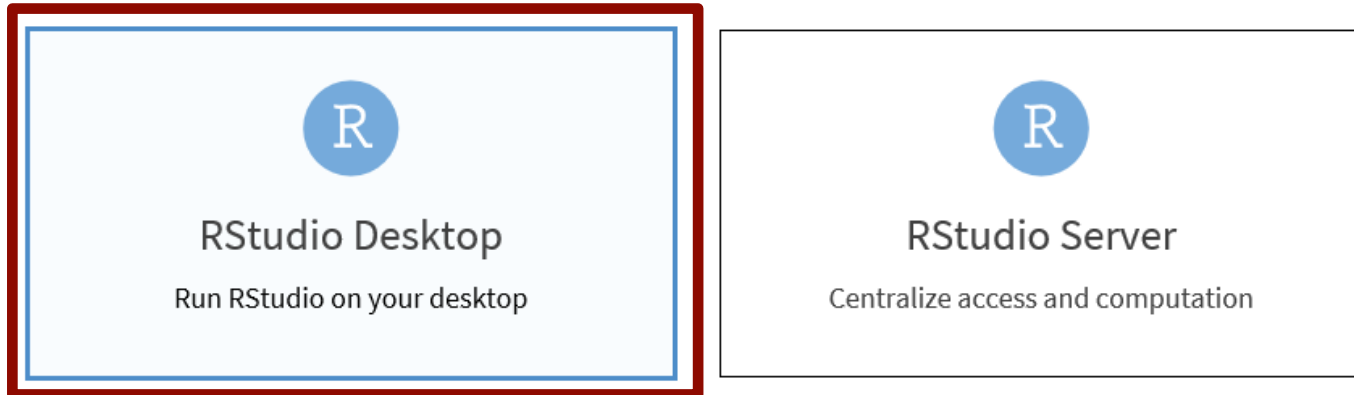 R
RStudio Desktop
Run RStudio on your desktop
R
RStudio Server
Centralize access and computation